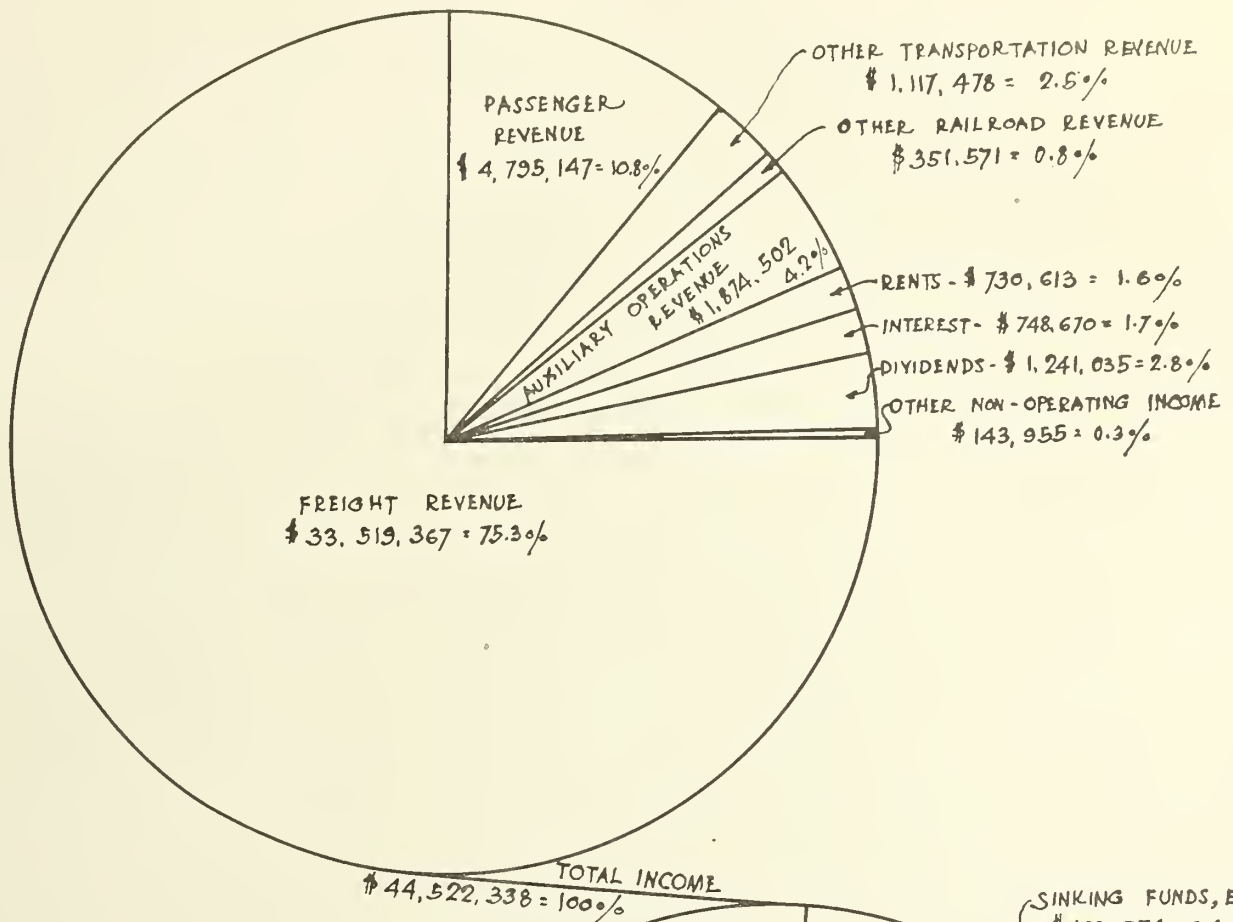 PASSENGER
REVENUE
$ 4,795,147 = 10.8%
OTHER TRANSPORTATION REVENUE
$ 1,117,478 = 2.5%
OTHER RAILROAD REVENUE
$ 351,571 = 0.8%
AUXILIARY OPERATIONS
REVENUE
$ 1,874,502
4.2%
RENTS - $ 730,613 = 1.6%
INTEREST - $ 748,670 = 1.7%
DIVIDENDS - $ 1,241,035 = 2.8%
OTHER NON-OPERATING INCOME
$ 143,955 = 0.3%
FREIGHT REVENUE
$ 33,519,367 = 75.3%
TOTAL INCOME
$ 44,522,338 = 100%
SINKING FUNDS, E